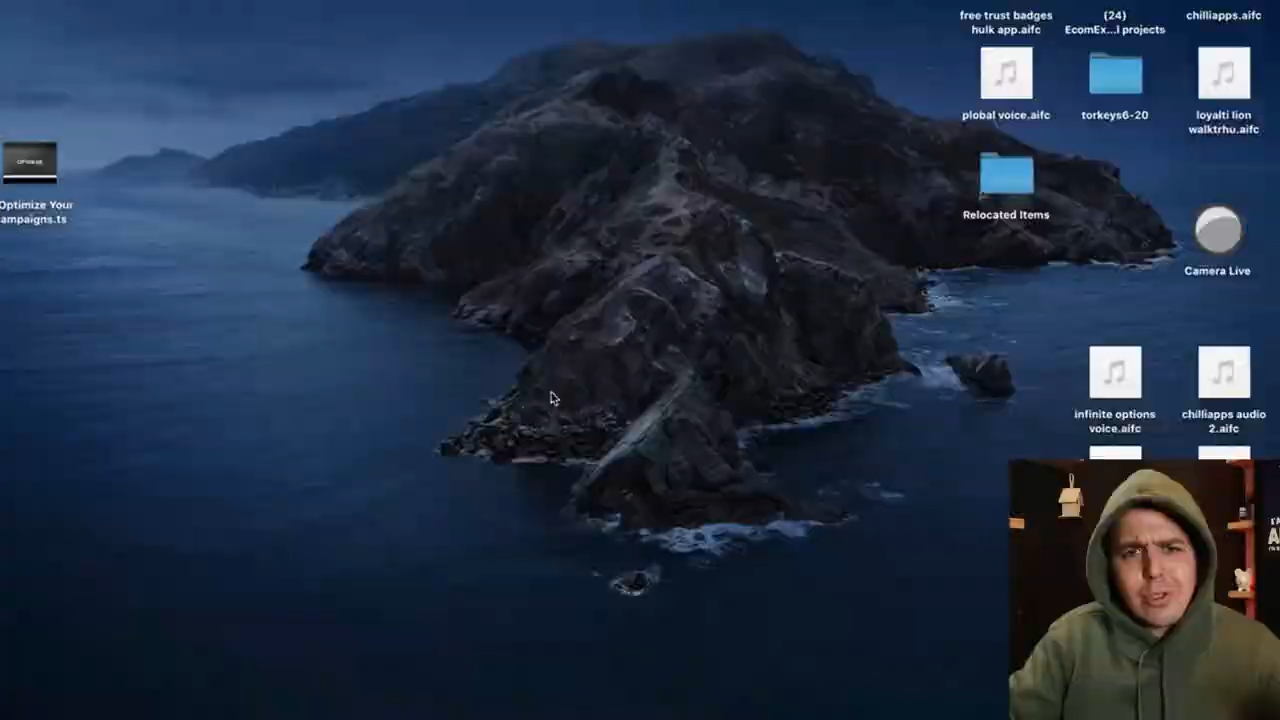 free trust badges
hulk app.aifc
(24)
EcomEx...l projects
chilliapps.aifc
plobal voice.aifc
torkeys6-20
loyalti lion
walktrhu.aifc
Optimize Your
ampaigns.ts
Relocated Items
Camera Live
infinite options
voice.aifc
chilliapps audio
2.aifc